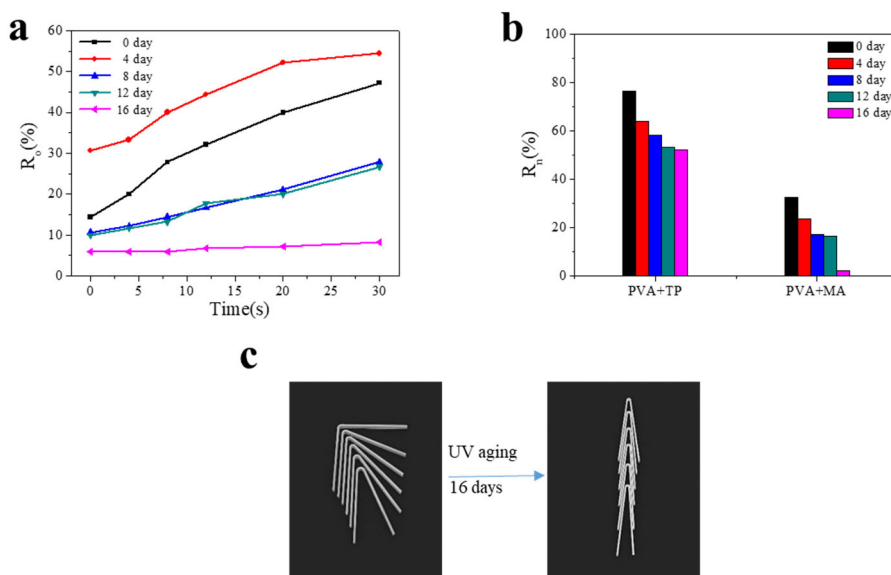 a
0 day
4 day
8 day
12 day
16 day
60
50
40
30
20
10
0
Ro(%)
0 5 10 15 20 25 30
Time(s)
b
0 day
4 day
8 day
12 day
16 day
100
80
60
40
20
0
Rn(%)
PVA+TP PVA+MA
c
UV aging
16 days